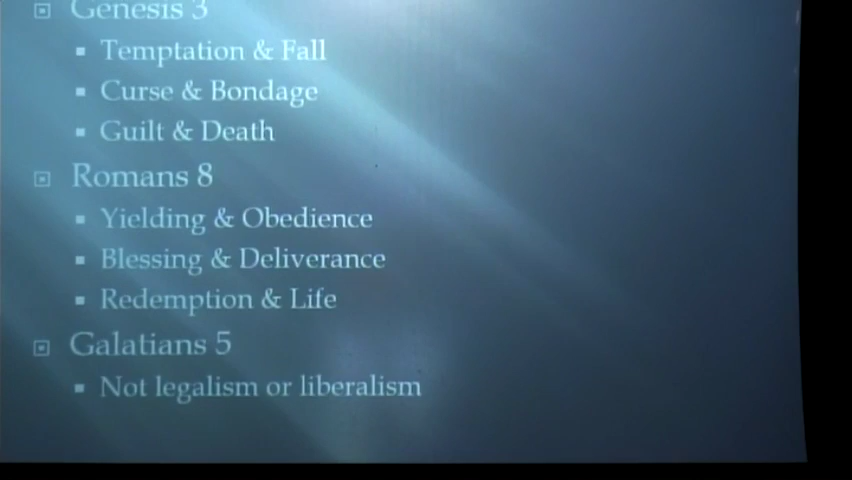 Genesis 3
Temptation & Fall
Curse & Bondage
Guilt & Death
Romans 8
Yielding & Obedience
Blessing & Deliverance
Redemption & Life
Galatians 5
Not legalism or liberalism